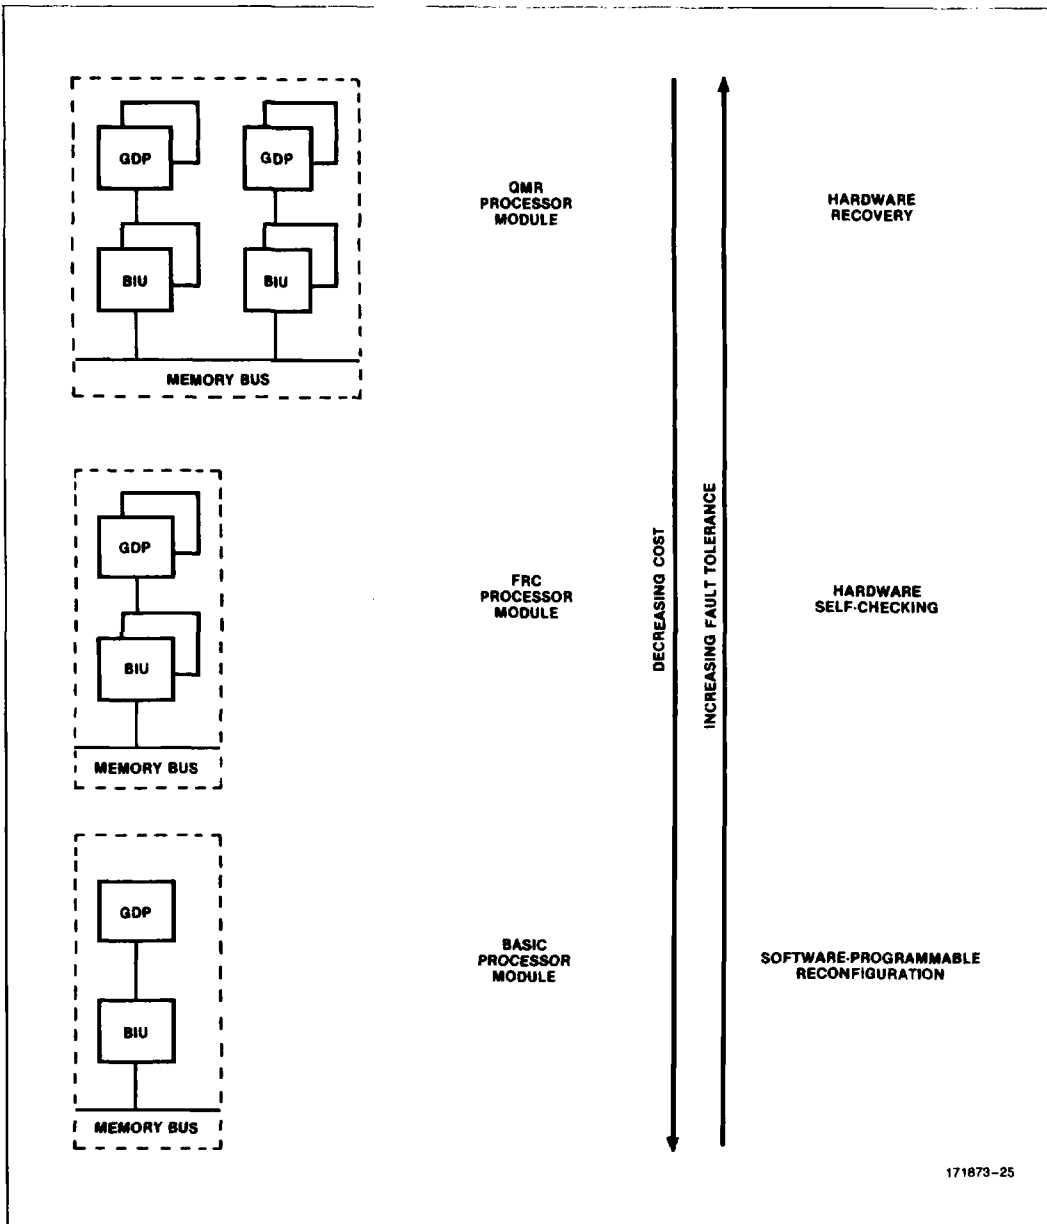 GDP
GDP
BIU
BIU
MEMORY BUS
QMR
PROCESSOR
MODULE
HARDWARE
RECOVERY
GDP
BIU
MEMORY BUS
FRC
PROCESSOR
MODULE
DECREASING COST
INCREASING FAULT TOLERANCE
HARDWARE
SELF-CHECKING
GDP
BIU
MEMORY BUS
BASIC
PROCESSOR
MODULE
SOFTWARE-PROGRAMMABLE
RECONFIGURATION
171873-25